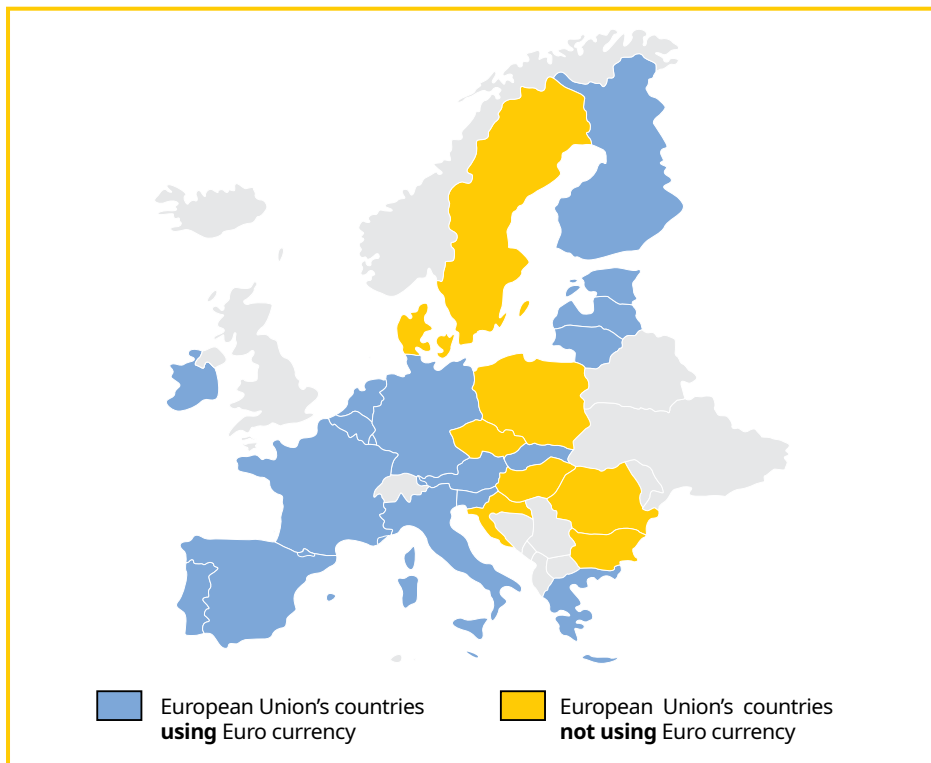 European Union's countries
using Euro currency
European Union's countries
not using Euro currency